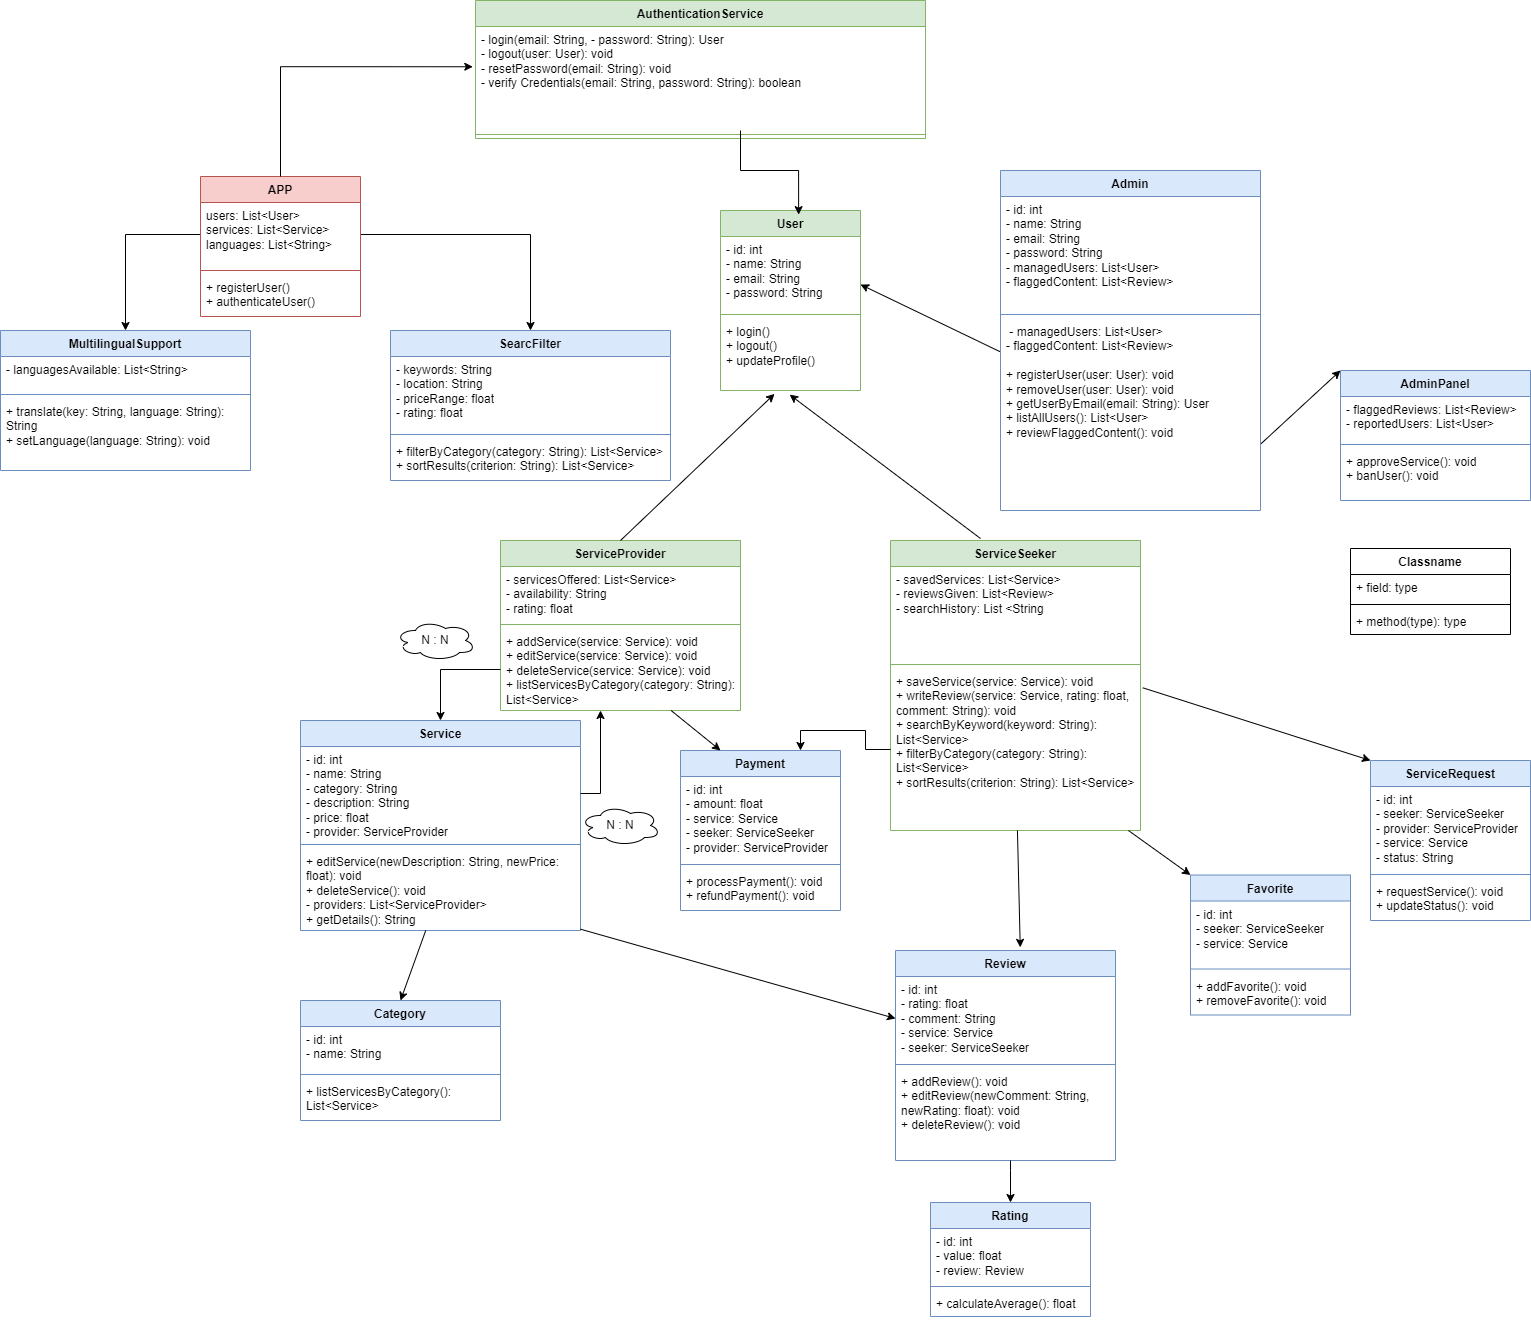 AuthenticationService
- login(email: String, - password: String): User
- logout(user: User): void
- resetPassword(email: String): void
- verify Credentials(email: String, password: String): boolean
APP
users: List<User>
services: List<Service>
languages: List<String>
+ registerUser()
+ authenticateUser()
User
- id: int
- name: String
- email: String
- password: String
+ login()
+ logout()
+ updateProfile()
Admin
- id: int
- name: String
- email: String
- password: String
- managedUsers: List<User>
- flaggedContent: List<Review>
- managedUsers: List<User>
- flaggedContent: List<Review>
+ registerUser(user: User): void
+ removeUser(user: User): void
+ getUserByEmail(email: String): User
+ listAllUsers(): List<User>
+ reviewFlaggedContent(): void
MultilingualSupport
- languagesAvailable: List<String>
+ translate(key: String, language: String):
String
+ setLanguage(language: String): void
SearcFilter
- keywords: String
- location: String
- priceRange: float
- rating: float
+ filterByCategory(category: String): List<Service>
+ sortResults(criterion: String): List<Service>
AdminPanel
- flaggedReviews: List<Review>
- reportedUsers: List<User>
+ approveService(): void
+ banUser(): void
ServiceProvider
- servicesOffered: List<Service>
- availability: String
- rating: float
+ addService(service: Service): void
+ editService(service: Service): void
+ deleteService(service: Service): void
+ listServicesByCategory(category: String):
List<Service>
ServiceSeeker
- savedServices: List<Service>
- reviewsGiven: List<Review>
- searchHistory: List <String
+ saveService(service: Service): void
+ writeReview(service: Service, rating: float,
comment: String): void
+ searchByKeyword(keyword: String):
List<Service>
+ filterByCategory(category: String):
List<Service>
+ sortResults(criterion: String): List<Service>
Classname
+ field: type
+ method(type): type
N : N
Service
- id: int
- name: String
- category: String
- description: String
- price: float
- provider: ServiceProvider
+ editService(newDescription: String, newPrice:
float): void
+ deleteService(): void
- providers: List<ServiceProvider>
+ getDetails(): String
N : N
Payment
- id: int
- amount: float
- service: Service
- seeker: ServiceSeeker
- provider: ServiceProvider
+ processPayment(): void
+ refundPayment(): void
ServiceRequest
- id: int
- seeker: ServiceSeeker
- provider: ServiceProvider
- service: Service
- status: String
+ requestService(): void
+ updateStatus(): void
Favorite
- id: int
- seeker: ServiceSeeker
- service: Service
+ addFavorite(): void
+ removeFavorite(): void
Category
- id: int
- name: String
+ listServicesByCategory():
List<Service>
Review
- id: int
- rating: float
- comment: String
- service: Service
- seeker: ServiceSeeker
+ addReview(): void
+ editReview(newComment: String,
newRating: float): void
+ deleteReview(): void
Rating
- id: int
- value: float
- review: Review
+ calculateAverage(): float